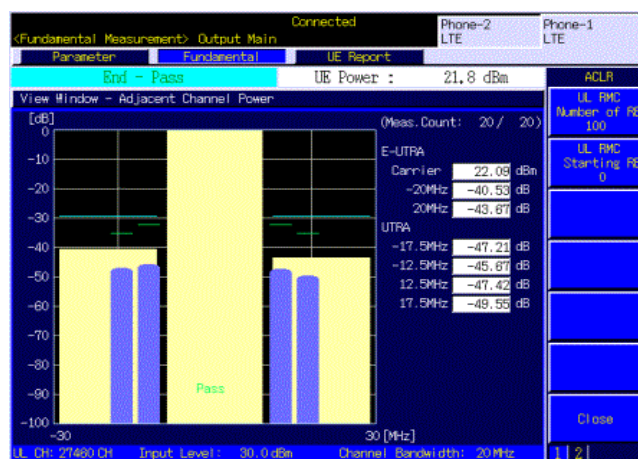 Connected
<Fundamental Measurement> Output Main
Phone-2
LTE
Phone-1
LTE
Parameter
Fundamental
UE Report
End - Pass
UE Power : 21.8 dBm
ACLR
View Window - Adjacent Channel Power
UL RMC
Number of RB
100
UL RMC
Starting RB
0
Close
1 2
[dB]
0
-10
-20
-30
-40
-50
-60
-70
-80
-90
-100
-30
30 [MHz]
Pass
(Meas.Count: 20/ 20)
E-UTRA
Carrier 22.09 dBm
-20MHz -40.53 dB
20MHz -43.67 dB
UTRA
-17.5MHz -47.21 dB
-12.5MHz -45.67 dB
12.5MHz -47.42 dB
17.5MHz -49.55 dB
UL CH: 27460 CH Input Level: 30.0 dBm Channel Bandwidth: 20 MHz